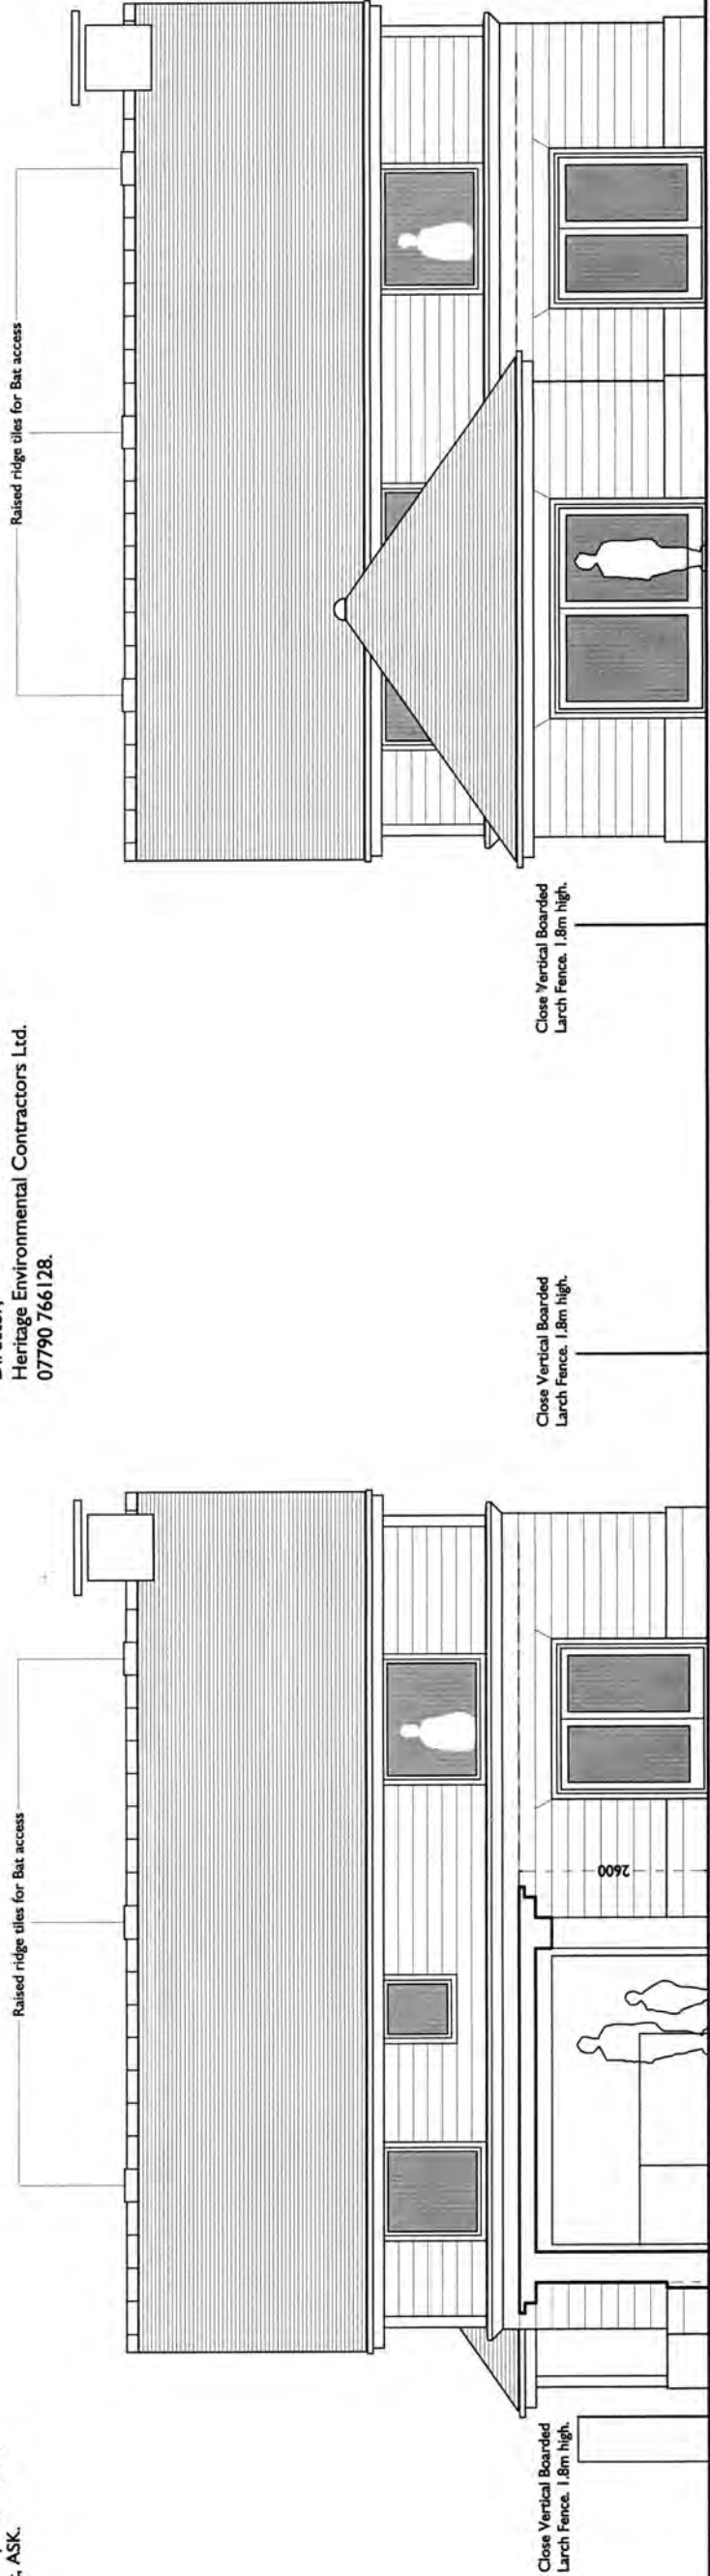 , ASK.
Heritage Environmental Contractors Ltd.
07790 766128.
Raised ridge tiles for Bat access
Raised ridge tiles for Bat access
Close Vertical Boarded
Larch Fence. 1.8m high.
2600
Close Vertical Boarded
Larch Fence. 1.8m high.
Close Vertical Boarded
Larch Fence. 1.8m high.